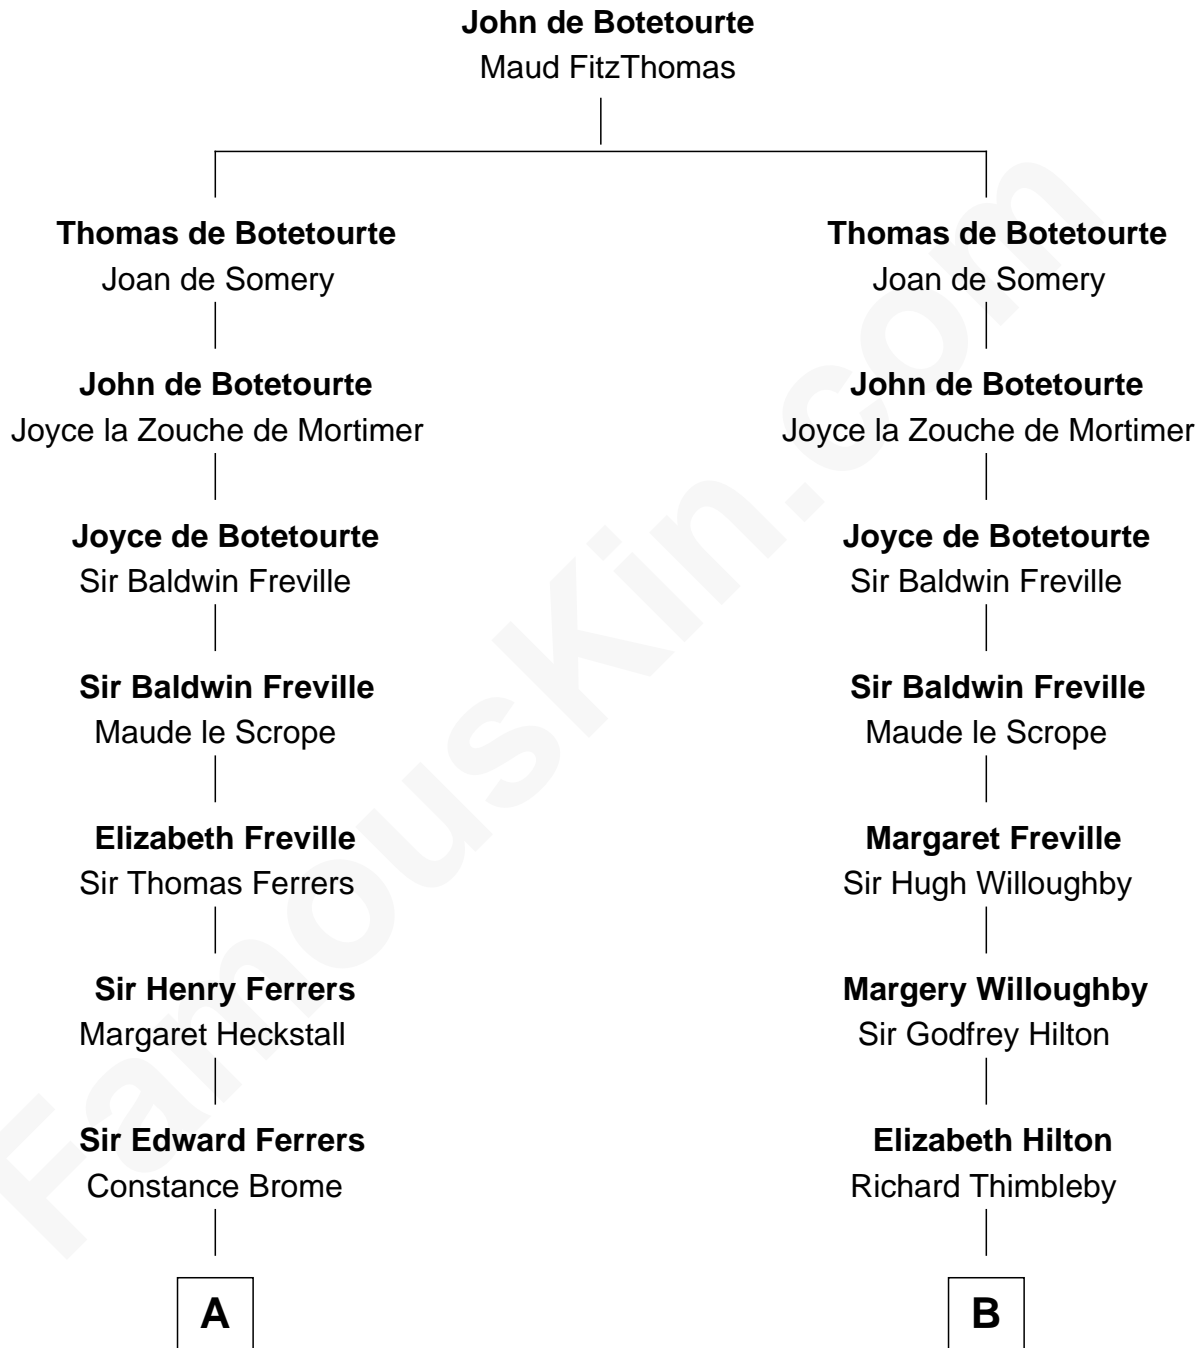 John de Botetourte
Maud FitzThomas
Thomas de Botetourte
Joan de Somery
John de Botetourte
Joyce la Zouche de Mortimer
Joyce de Botetourte
Sir Baldwin Freville
Sir Baldwin Freville
Maude le Scrope
Elizabeth Freville
Sir Thomas Ferrers
Sir Henry Ferrers
Margaret Heckstall
Sir Edward Ferrers
Constance Brome
A
Thomas de Botetourte
Joan de Somery
John de Botetourte
Joyce la Zouche de Mortimer
Joyce de Botetourte
Sir Baldwin Freville
Sir Baldwin Freville
Maude le Scrope
Margaret Freville
Sir Hugh Willoughby
Margery Willoughby
Sir Godfrey Hilton
Elizabeth Hilton
Richard Thimbleby
B
FamousKin.com